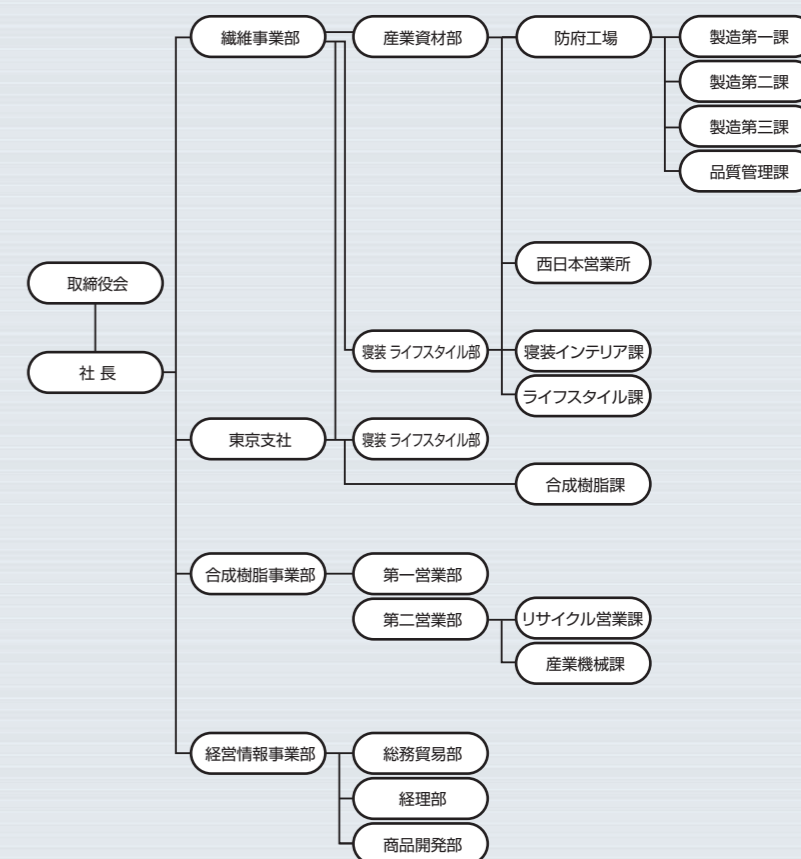 繊維事業部
産業資材部
防府工場
製造第一課
製造第二課
製造第三課
品質管理課
西日本営業所
取締役会
寝装 ライフスタイル部
寝装インテリア課
社 長
ライフスタイル課
東京支社
寝装 ライフスタイル部
合成樹脂課
合成樹脂事業部
第一営業部
第二営業部
リサイクル営業課
産業機械課
経営情報事業部
総務貿易部
経理部
商品開発部